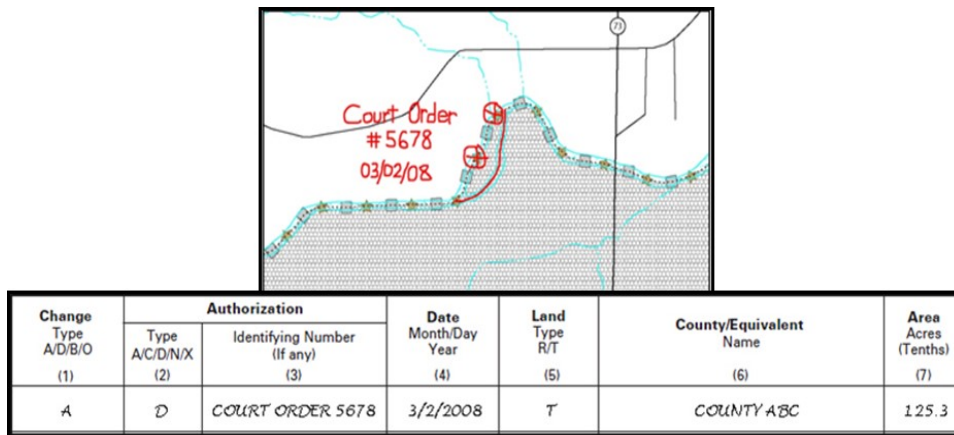 73
Court Order
#5678
03/02/08
Change
Type
A/D/B/O
(1)
Authorization
Type
A/C/D/N/X
(2)
Identifying Number
(If any)
(3)
Date
Month/Day
Year
(4)
Land
Type
R/T
(5)
County/Equivalent
Name
(6)
Area
Acres
(Tenths)
(7)
A D COURT ORDER 5678 3/2/2008 T COUNTY ABC 125.3